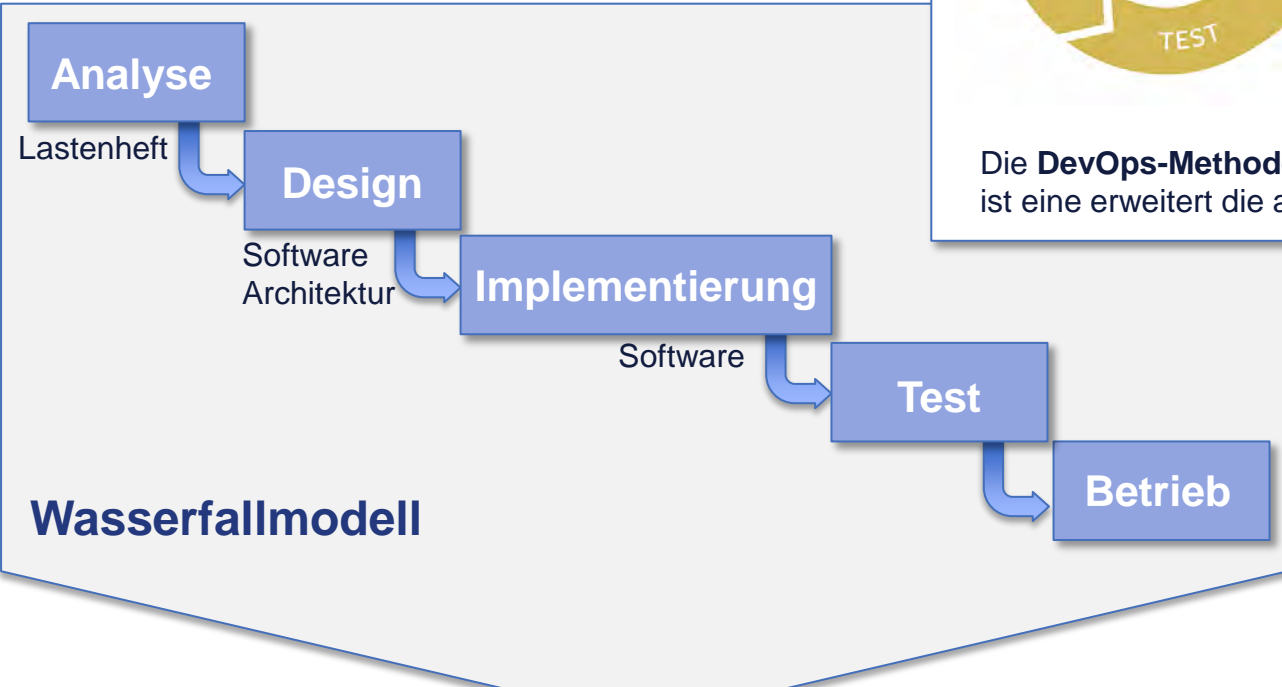 TEST
Die DevOps-Method
ist eine erweitert die a
Analyse
Lastenheft
Design
Software
Architektur
Implementierung
Software
Test
Betrieb
Wasserfallmodell